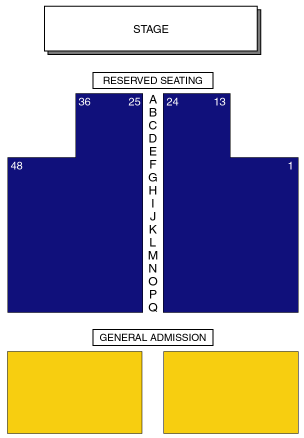 STAGE
RESERVED SEATING
36 25 A 24 13
B
C
D
E
48 F 1
G
H
I
J
K
L
M
N
O
P
Q
GENERAL ADMISSION